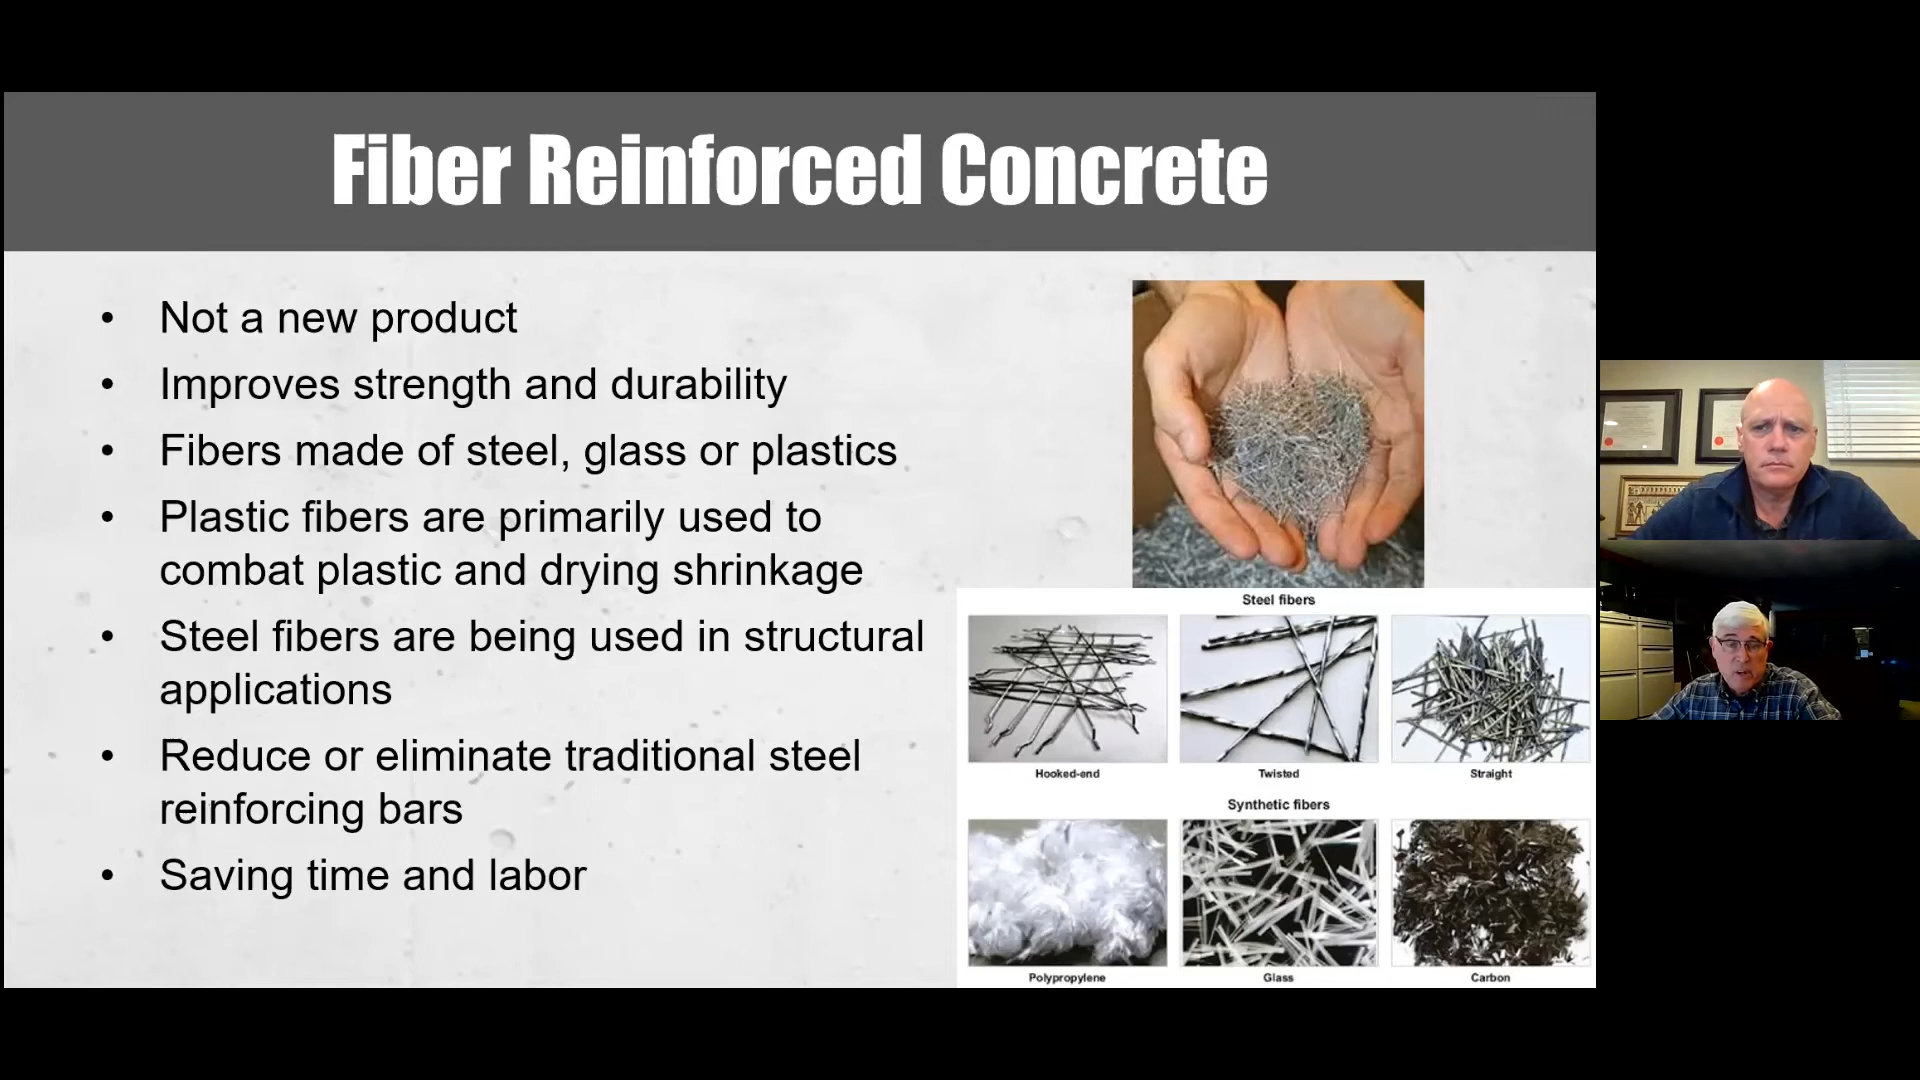 Fiber Reinforced Concrete
• Not a new product
• Improves strength and durability
• Fibers made of steel, glass or plastics
• Plastic fibers are primarily used to
combat plastic and drying shrinkage
• Steel fibers are being used in structural
applications
• Reduce or eliminate traditional steel
reinforcing bars
• Saving time and labor
Steel fibers
Hooked-end
Twisted
Straight
Synthetic fibers
Polypropylene
Glass
Carbon